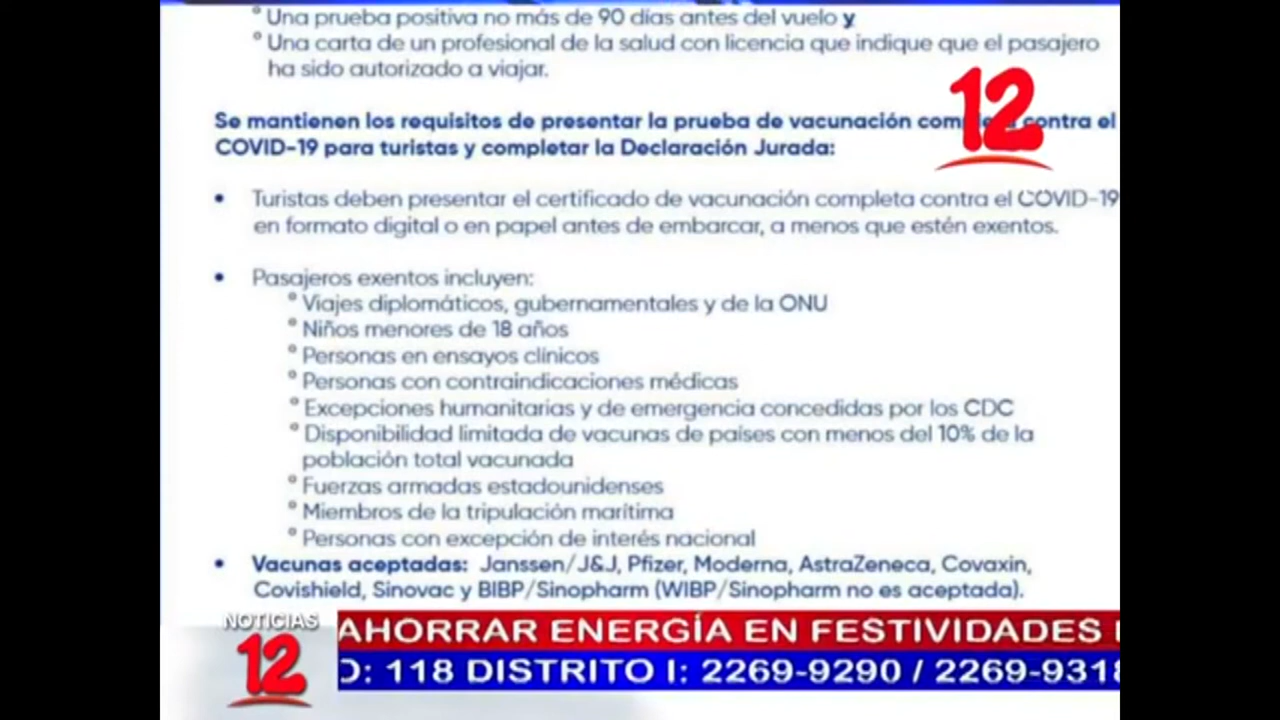 ° Una prueba positiva no más de 90 días antes del vuelo y
° Una carta de un profesional de la salud con licencia que indique que el pasajero
ha sido autorizado a viajar.
12
Se mantienen los requisitos de presentar la prueba de vacunación contra el
COVID-19 para turistas y completar la Declaración Jurada:
• Turistas deben presentar el certificado de vacunación completa contra el COVID-19
en formato digital o en papel antes de embarcar, a menos que estén exentos.
• Pasajeros exentos incluyen:
° Viajes diplomáticos, gubernamentales y de la ONU
° Niños menores de 18 años
° Personas en ensayos clínicos
° Personas con contraindicaciones médicas
° Excepciones humanitarias y de emergencia concedidas por los CDC
° Disponibilidad limitada de vacunas de países con menos del 10% de la
población total vacunada
° Fuerzas armadas estadounidenses
° Miembros de la tripulación marítima
° Personas con excepción de interés nacional
• Vacunas aceptadas: Janssen/J&J, Pfizer, Moderna, AstraZeneca, Covaxin,
Covishield, Sinovac y BIBP/Sinopharm (WIBP/Sinopharm no es aceptada).
NOTICIAS
12
AHORRAR ENERGÍA EN FESTIVIDADES
O: 118 DISTRITO I: 2269-9290 / 2269-9318